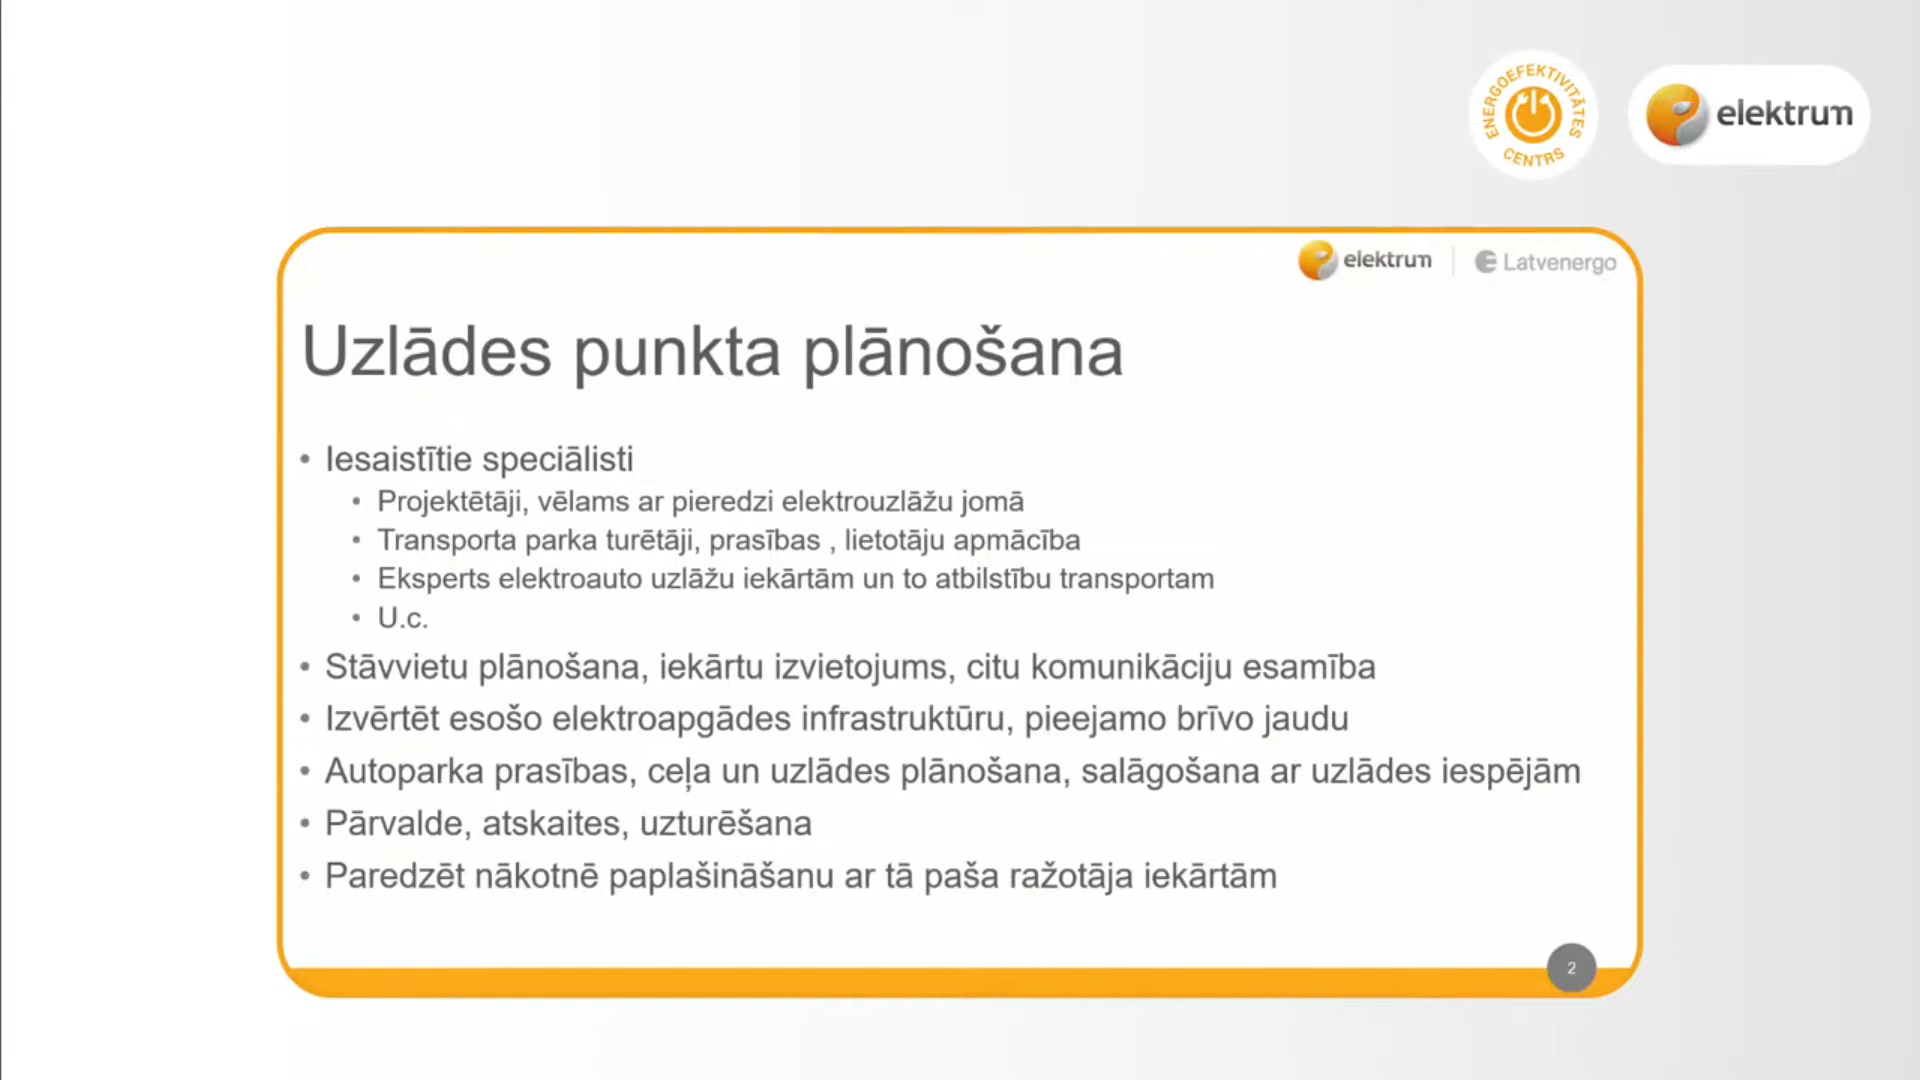 ENERGOEFEKTIVITĀTES
CENTRS
elektrum
elektrum
Latvenergo
Uzlādes punkta plānošana
• Iesaistītie speciālisti
• Projektētāji, vēlams ar pieredzi elektrouzlāžu jomā
• Transporta parka turētāji, prasības , lietotāju apmācība
• Eksperts elektroauto uzlāžu iekārtām un to atbilstību transportam
• U.c.
• Stāvvietu plānošana, iekārtu izvietojums, citu komunikāciju esamība
• Izvērtēt esošo elektroapgādes infrastruktūru, pieejamo brīvo jaudu
• Autoparka prasības, ceļa un uzlādes plānošana, salāgošana ar uzlādes iespējām
• Pārvalde, atskaites, uzturēšana
• Paredzēt nākotnē paplašināšanu ar tā paša ražotāja iekārtām
2